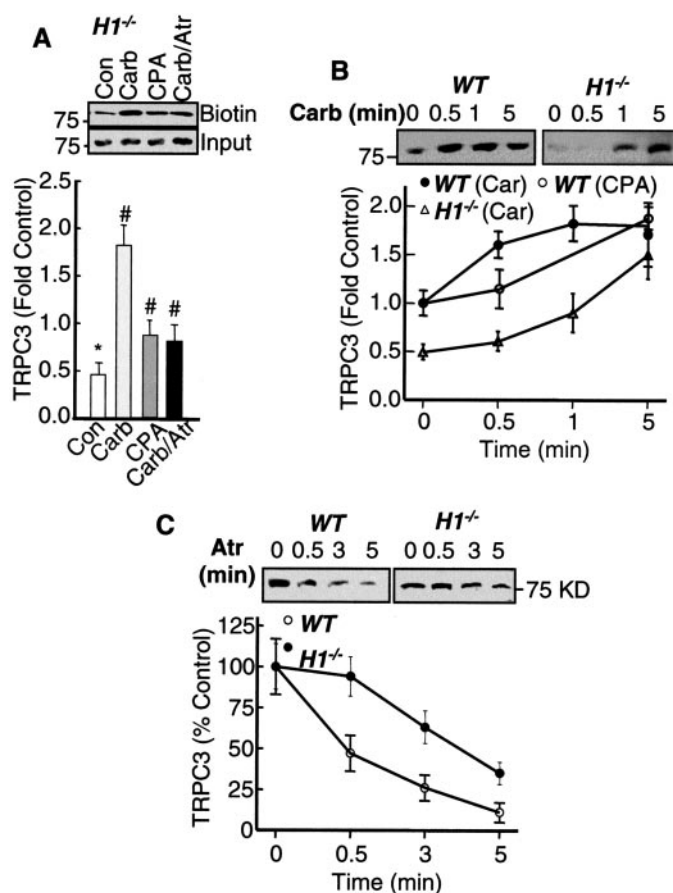 A
H1-/-
Con Carb CPA Carb/Atr
75 Biotin
75 Input
TRPC3 (Fold Control)
2.5
2.0
1.5
1.0
0.5
0.0
* # # #
Con Carb CPA Carb/Atr
B
WT H1-/-
Carb (min) 0 0.5 1 5 0 0.5 1 5
75
● WT (Car) ○ WT (CPA)
△ H1-/- (Car)
TRPC3 (Fold Control)
2.0
1.5
1.0
0.5
0.0
0 0.5 1 5
Time (min)
C
WT H1-/-
Atr 0 0.5 3 5 0 0.5 3 5
(min)
75 KD
○ WT
● H1-/-
TRPC3 (% Control)
125
100
75
50
25
0
0 0.5 3 5
Time (min)